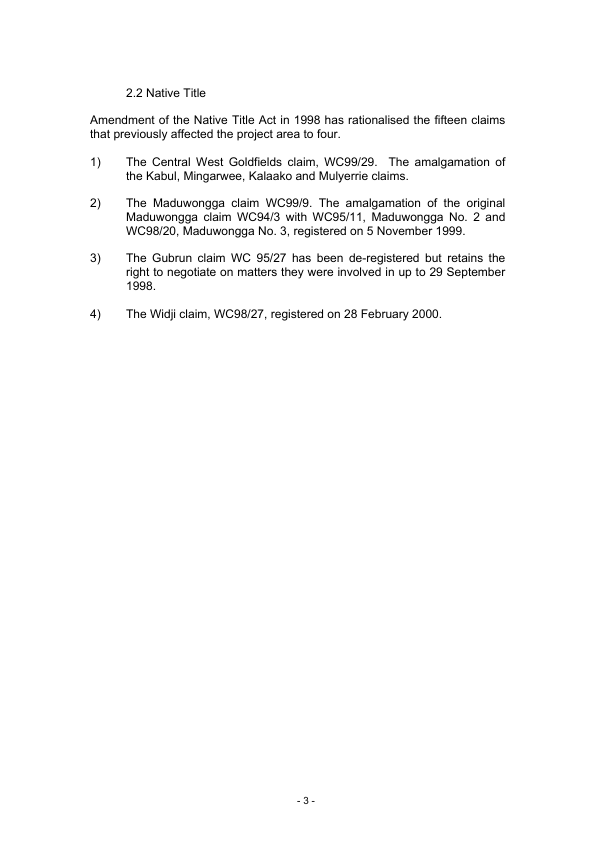 2.2 Native Title
Amendment of the Native Title Act in 1998 has rationalised the fifteen claims
that previously affected the project area to four.
1) The Central West Goldfields claim, WC99/29.  The amalgamation of
the Kabul, Mingarwee, Kalaako and Mulyerrie claims.
2) The Maduwongga claim WC99/9. The amalgamation of the original
Maduwongga claim WC94/3 with WC95/11, Maduwongga No. 2 and
WC98/20, Maduwongga No. 3, registered on 5 November 1999.
3) The Gubrun claim WC 95/27 has been de-registered but retains the
right to negotiate on matters they were involved in up to 29 September
1998.
4) The Widji claim, WC98/27, registered on 28 February 2000.
- 3 -